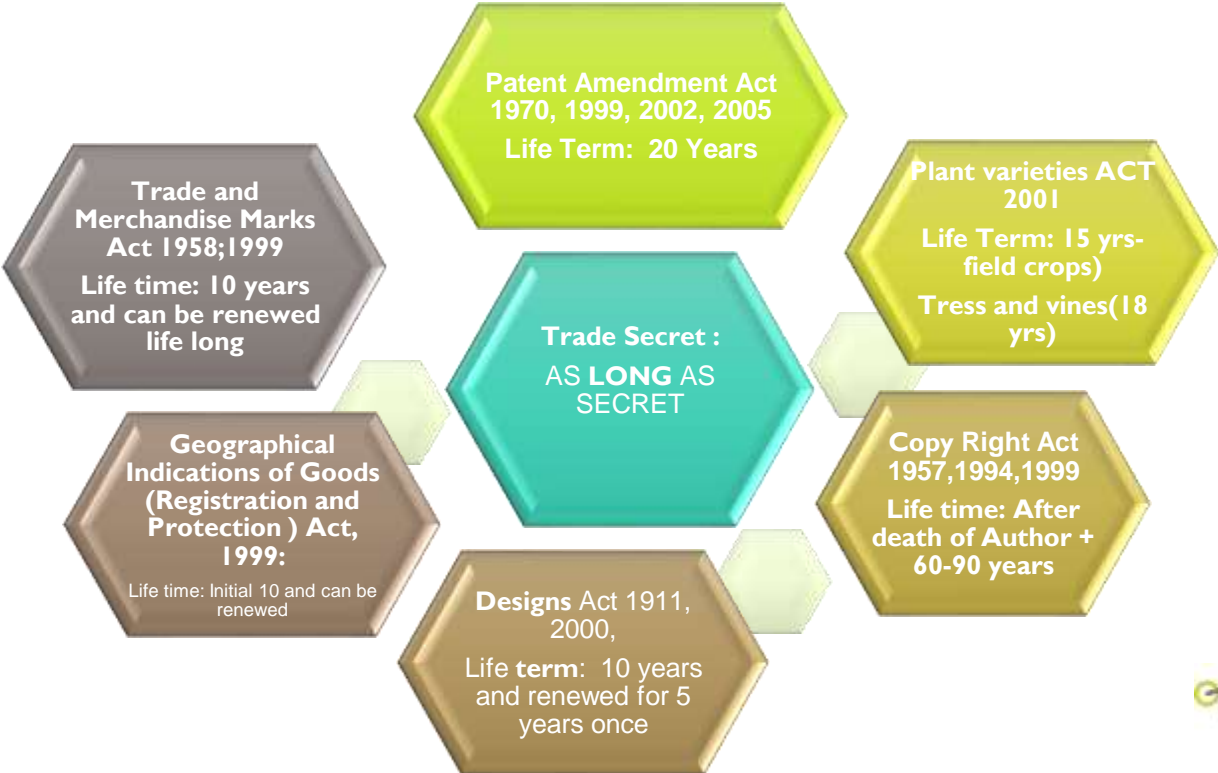 Patent Amendment Act
1970, 1999, 2002, 2005
Life Term:  20 Years
Trade and
Merchandise Marks
Act 1958;1999
Life time: 10 years
and can be renewed
life long
Plant varieties ACT
2001
Life Term: 15 yrs-
field crops)
Tress and vines(18
yrs)
Trade Secret :
AS LONG AS
SECRET
Geographical
Indications of Goods
(Registration and
Protection ) Act,
1999:
Life time: Initial 10 and can be
renewed
Copy Right Act
1957,1994,1999
Life time: After
death of Author +
60-90 years
Designs Act 1911,
2000,
Life term:  10 years
and renewed for 5
years once